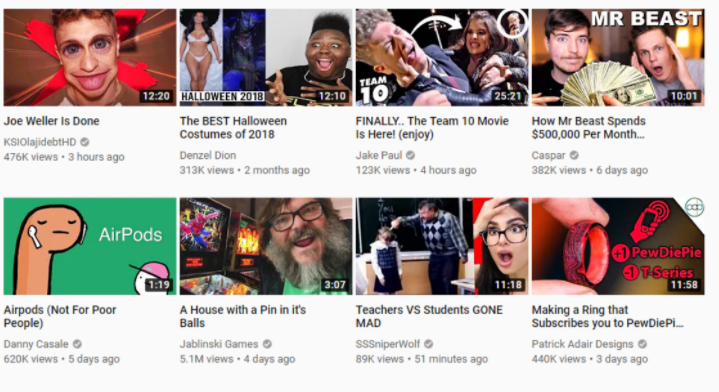 HALLOWEEN 2018
TEAM
10
MR BEAST
12:20
12:10
25:21
10:01
Joe Weller Is Done
KSIOlajidebtHD
476K views • 3 hours ago
The BEST Halloween
Costumes of 2018
Denzel Dion
313K views • 2 months ago
FINALLY.. The Team 10 Movie
Is Here! (enjoy)
Jake Paul
123K views • 4 hours ago
How Mr Beast Spends
$500,000 Per Month...
Caspar
382K views • 6 days ago
AirPods
+1 PewDiePie
-1 T-Series
1:19
3:07
11:18
11:58
Airpods (Not For Poor
People)
Danny Casale
620K views • 5 days ago
A House with a Pin in it's
Balls
Jablinski Games
5.1M views • 4 days ago
Teachers VS Students GONE
MAD
SSSniperWolf
89K views • 51 minutes ago
Making a Ring that
Subscribes you to PewDiePi...
Patrick Adair Designs
440K views • 3 days ago